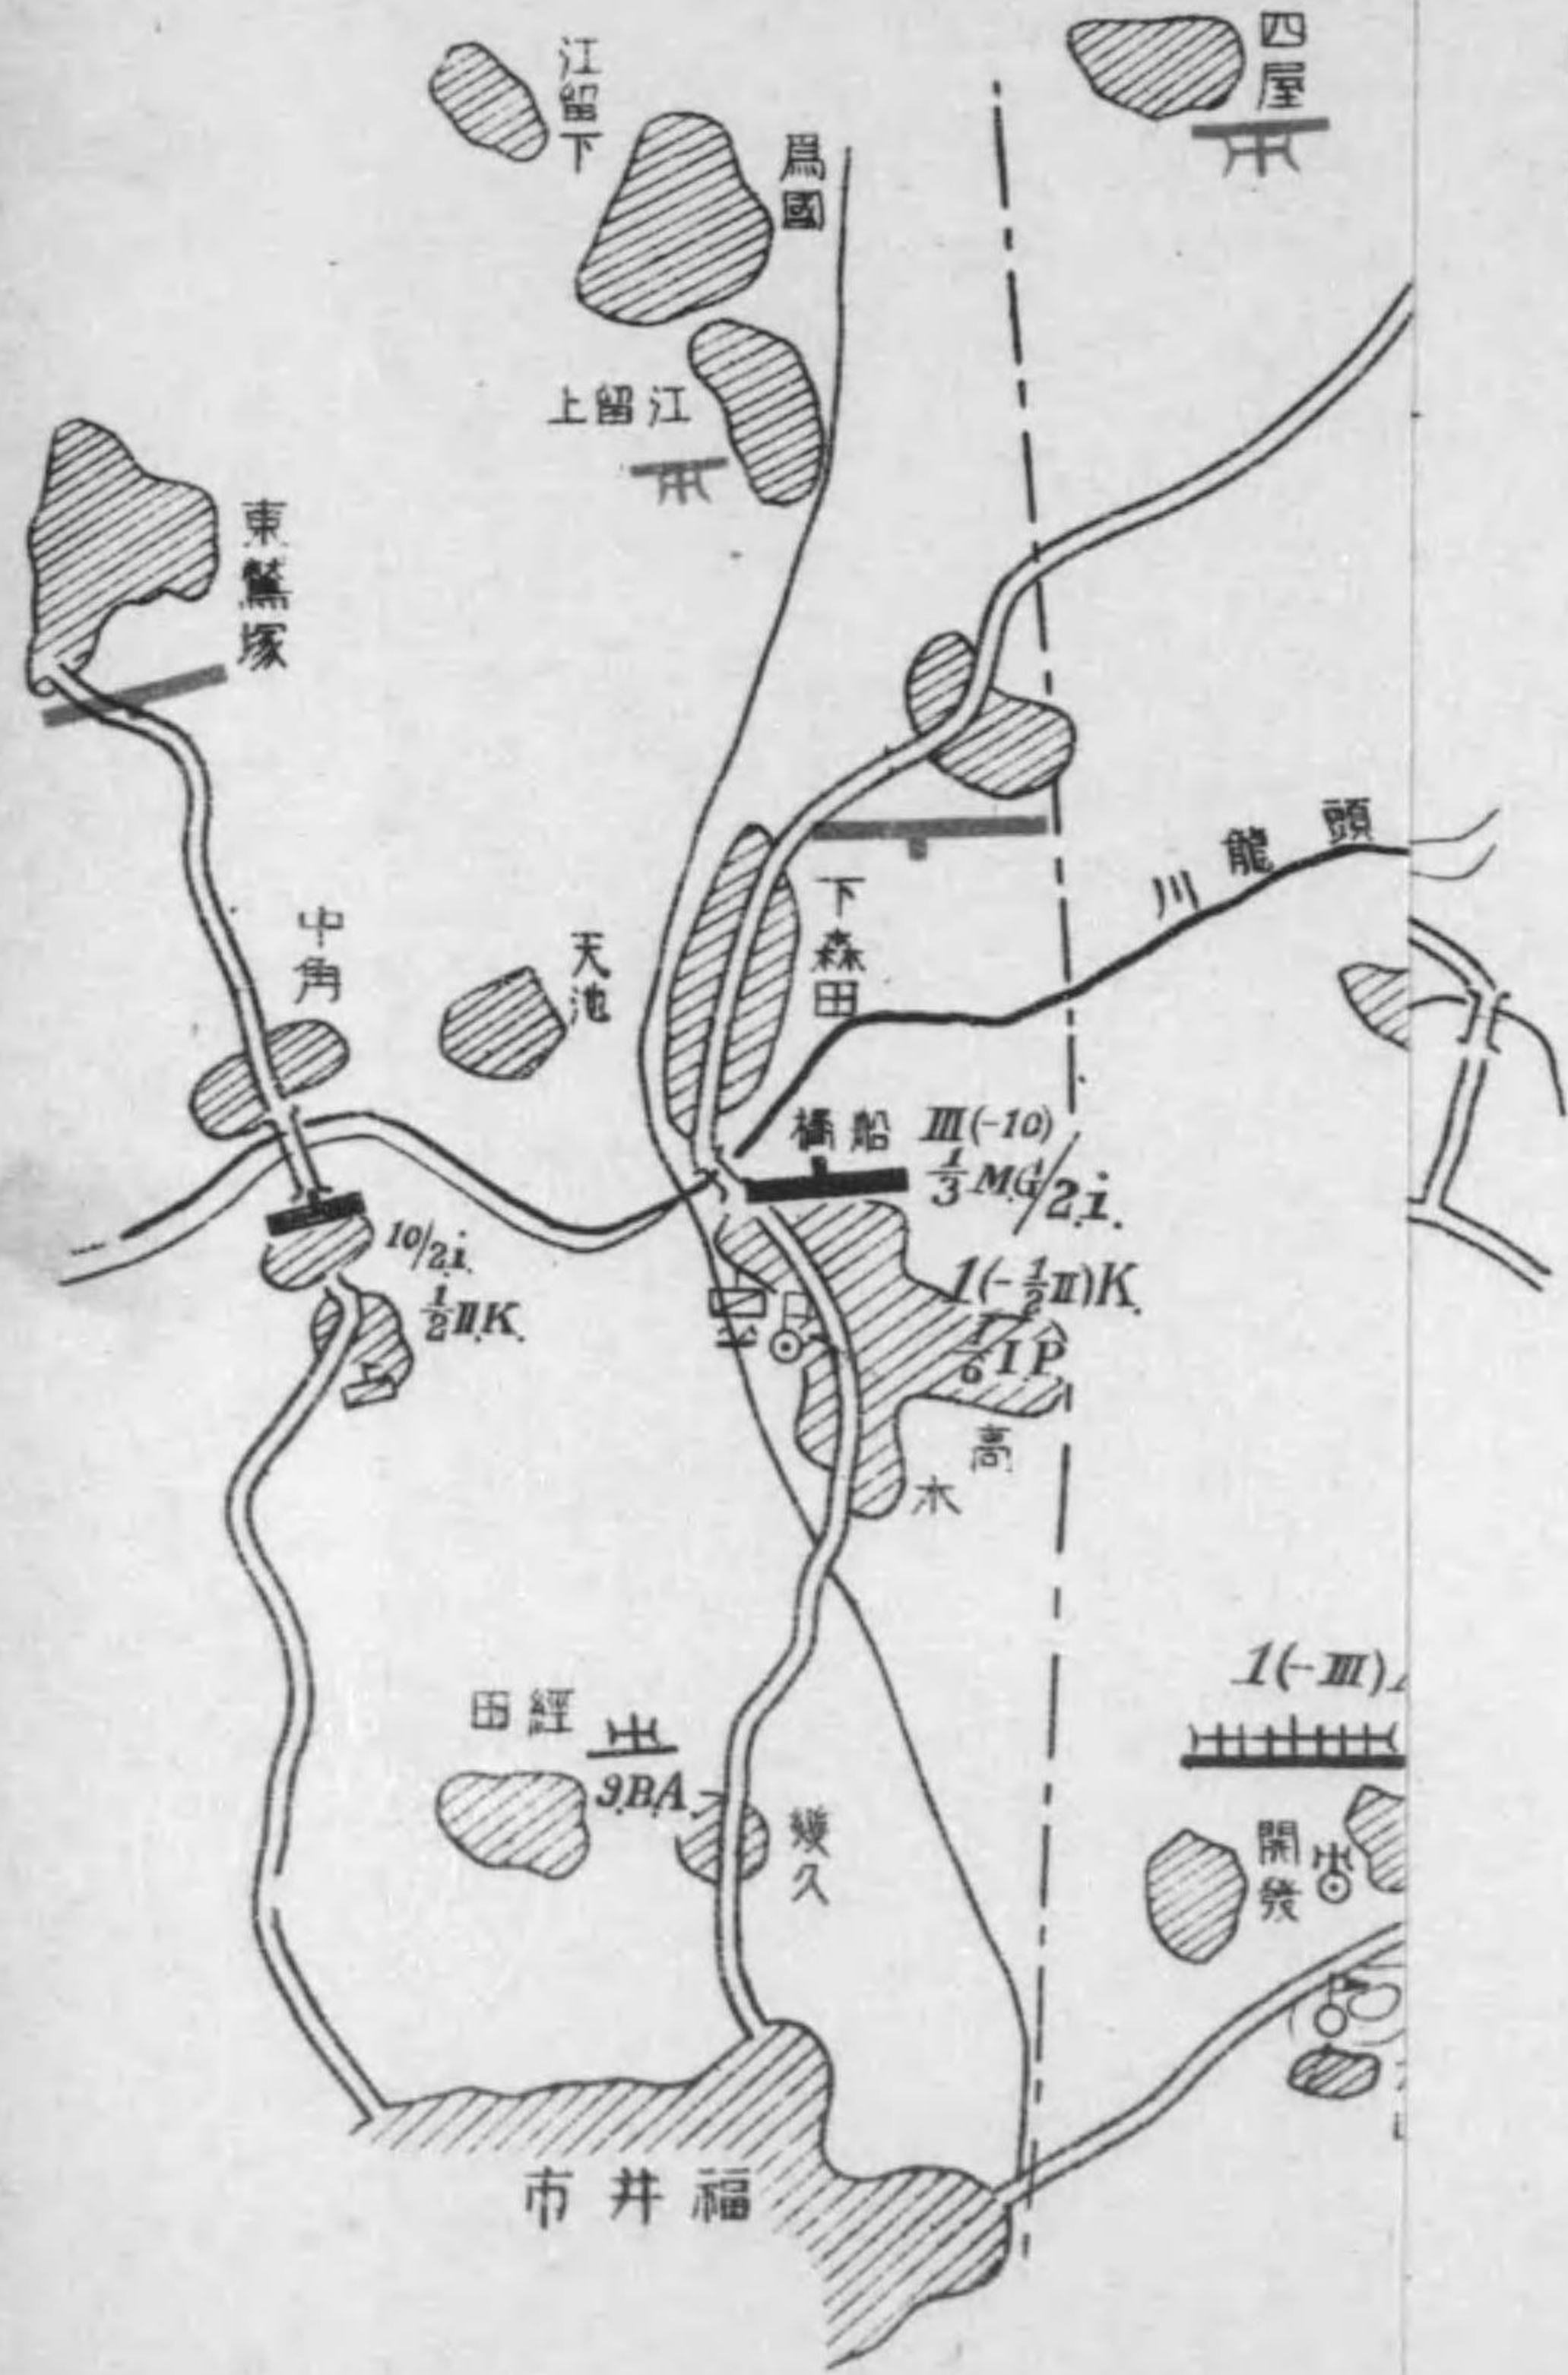 四屋
江留下
爲國
上留江
東鷲塚
頭龍川
下森田
中角
天池
橋船
III(-10)
1/3 M.G/2.i.
10/2.i.
1/2 II.K.
1(-1/2 II)K.
1/6 I P
高木
1(-III)
田經
9.B.A.
幾久
開發
市井福